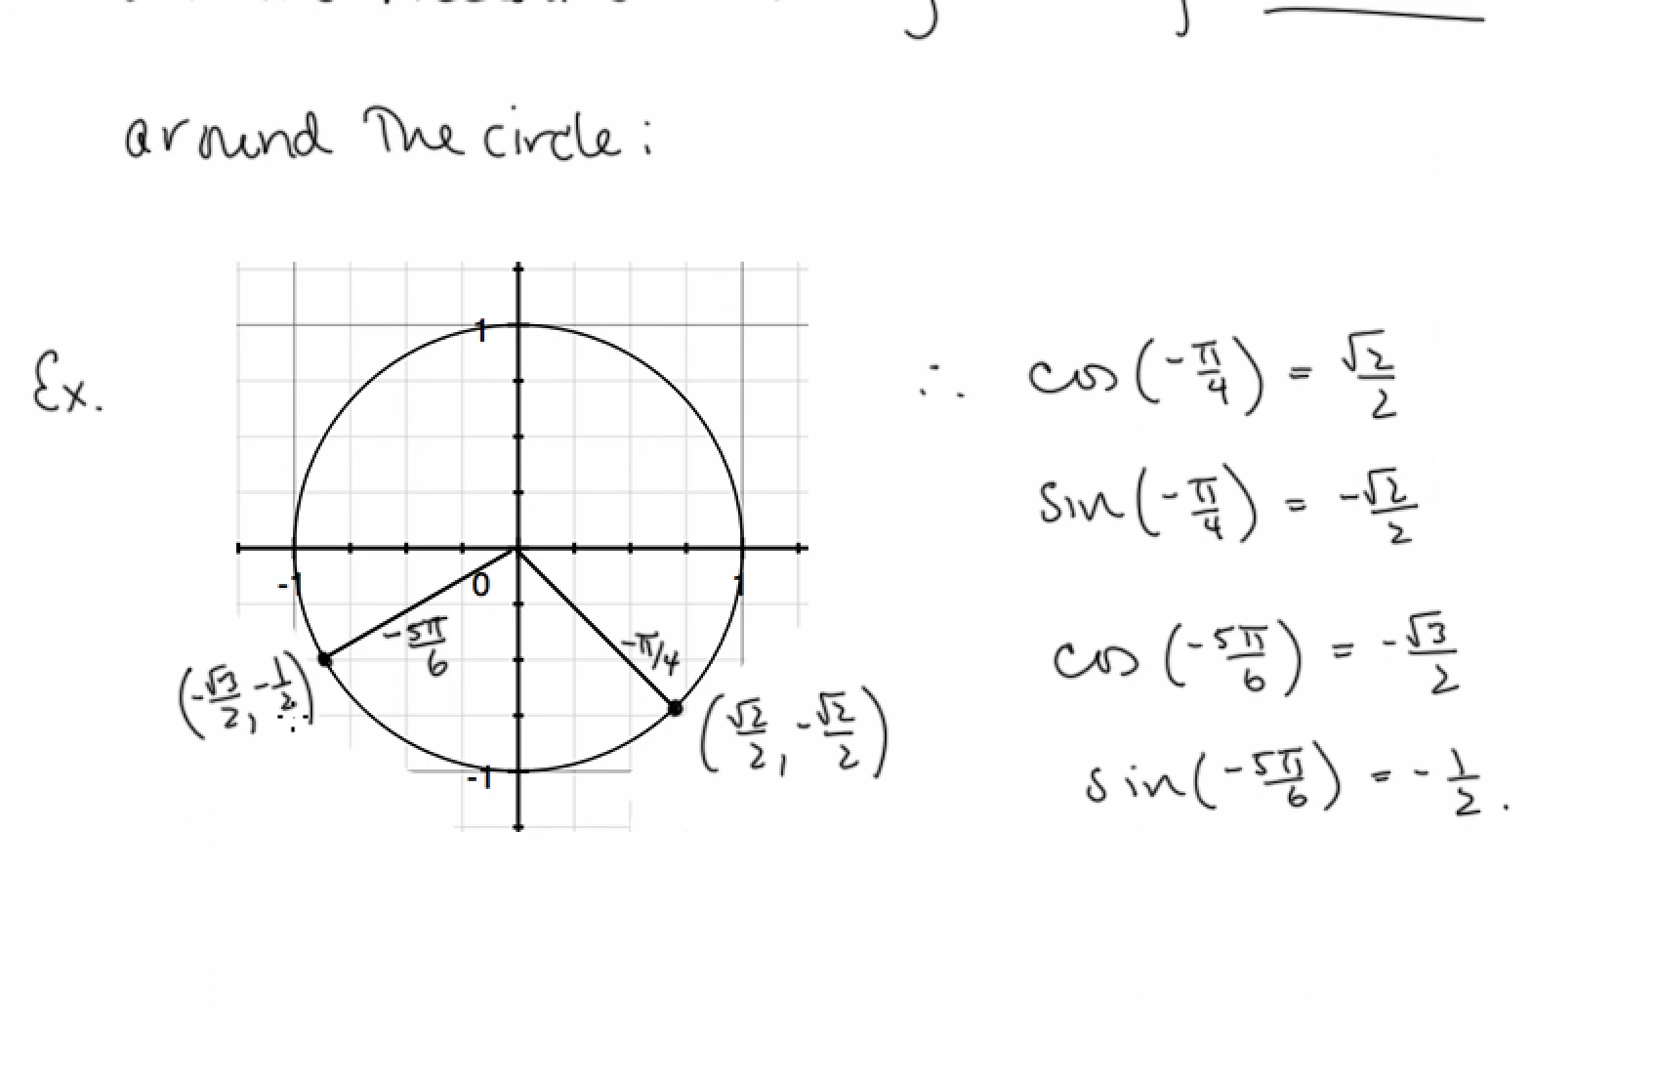 around The circle:
Ex.
1
-1
0
1
-1
-5π/6
-π/4
(-√3/2, -1/2)
(√2/2, -√2/2)
∴ cos(-π/4) = √2/2
sin(-π/4) = -√2/2
cos(-5π/6) = -√3/2
sin(-5π/6) = -1/2.